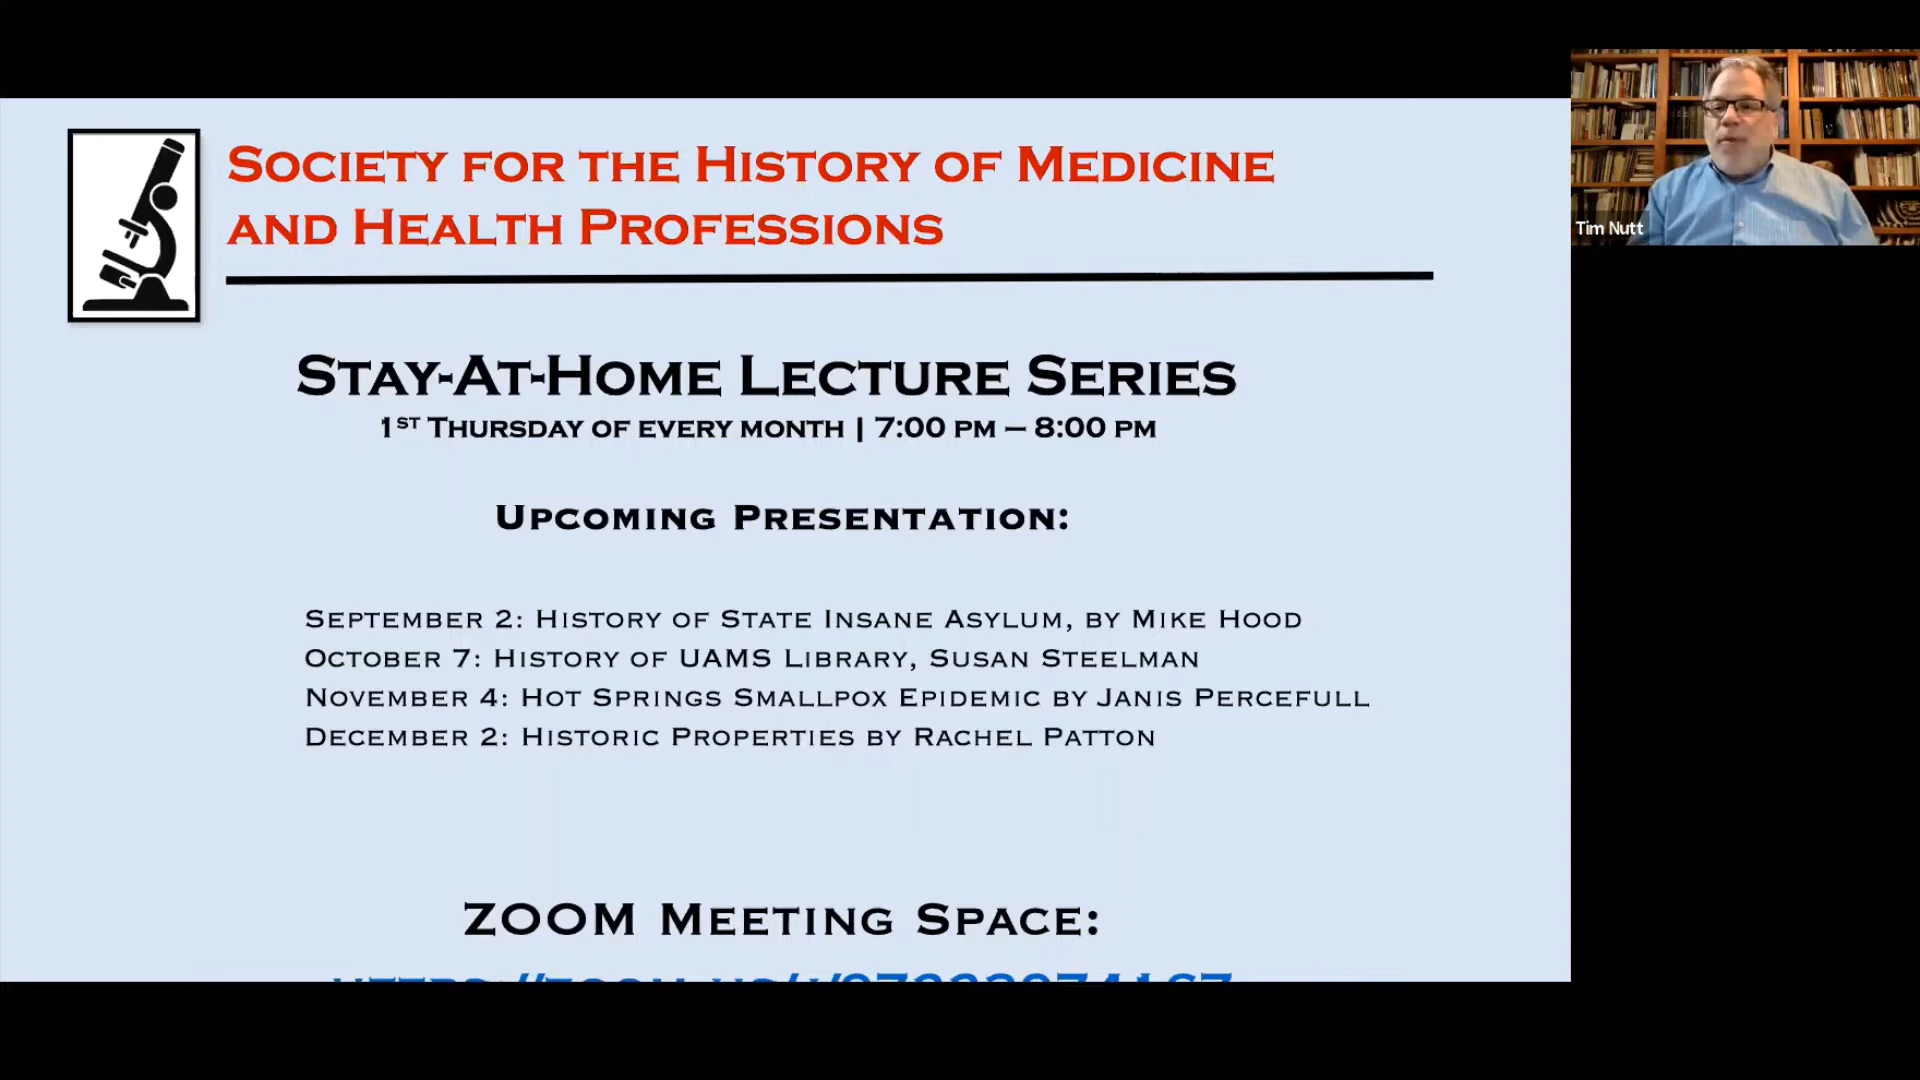 Society for the History of Medicine
and Health Professions
Stay-At-Home Lecture Series
1st Thursday of every month | 7:00 pm – 8:00 pm
Upcoming Presentation:
September 2: History of State Insane Asylum, by Mike Hood
October 7: History of UAMS Library, Susan Steelman
November 4: Hot Springs Smallpox Epidemic by Janis Percefull
December 2: Historic Properties by Rachel Patton
ZOOM Meeting Space:
Tim Nutt